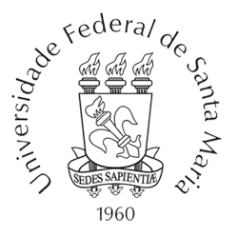 Universidade Federal de Santa Maria
SEDES SAPIENTIÆ
1960